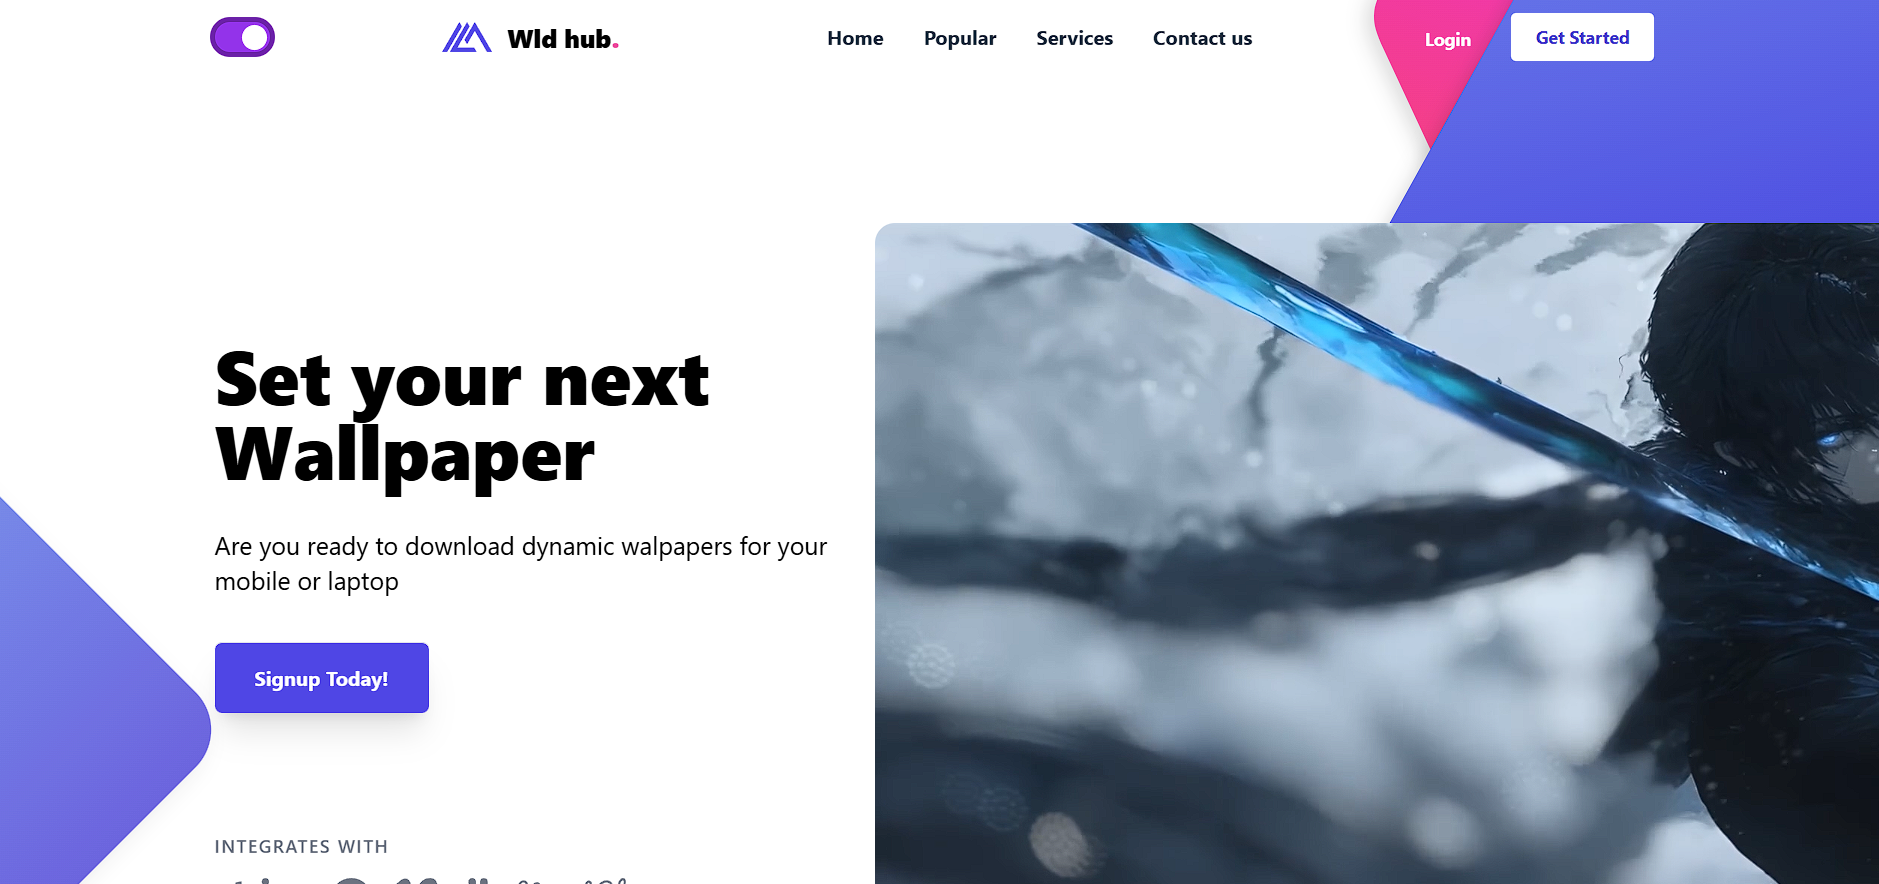 Wld hub.
Home
Popular
Services
Contact us
Login
Get Started
Set your next
Wallpaper
Are you ready to download dynamic walpapers for your
mobile or laptop
Signup Today!
INTEGRATES WITH